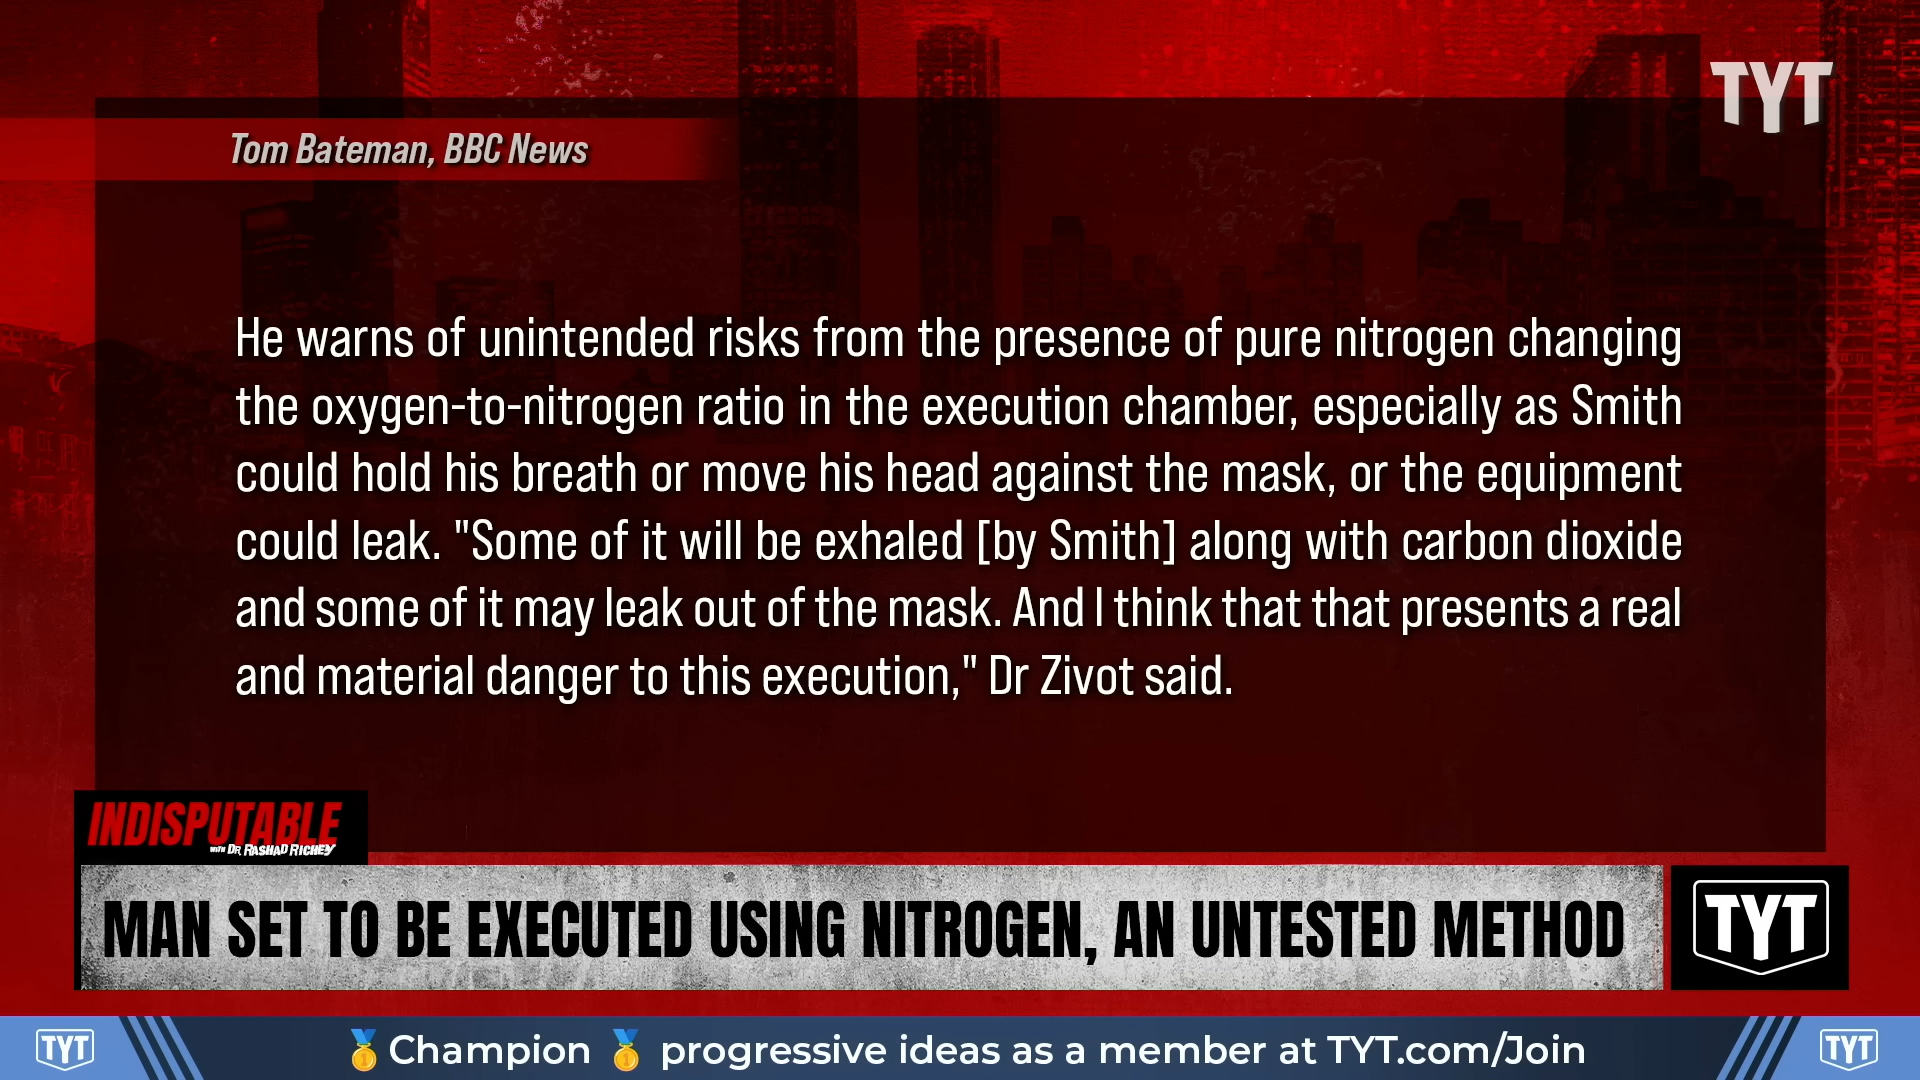 TYT
Tom Bateman, BBC News
He warns of unintended risks from the presence of pure nitrogen changing
the oxygen-to-nitrogen ratio in the execution chamber, especially as Smith
could hold his breath or move his head against the mask, or the equipment
could leak. "Some of it will be exhaled [by Smith] along with carbon dioxide
and some of it may leak out of the mask. And I think that that presents a real
and material danger to this execution," Dr Zivot said.
INDISPUTABLE
WITH DR RASHAD RICHEY
MAN SET TO BE EXECUTED USING NITROGEN, AN UNTESTED METHOD
TYT
TYT
🏅 Champion 🏅 progressive ideas as a member at TYT.com/Join
TYT